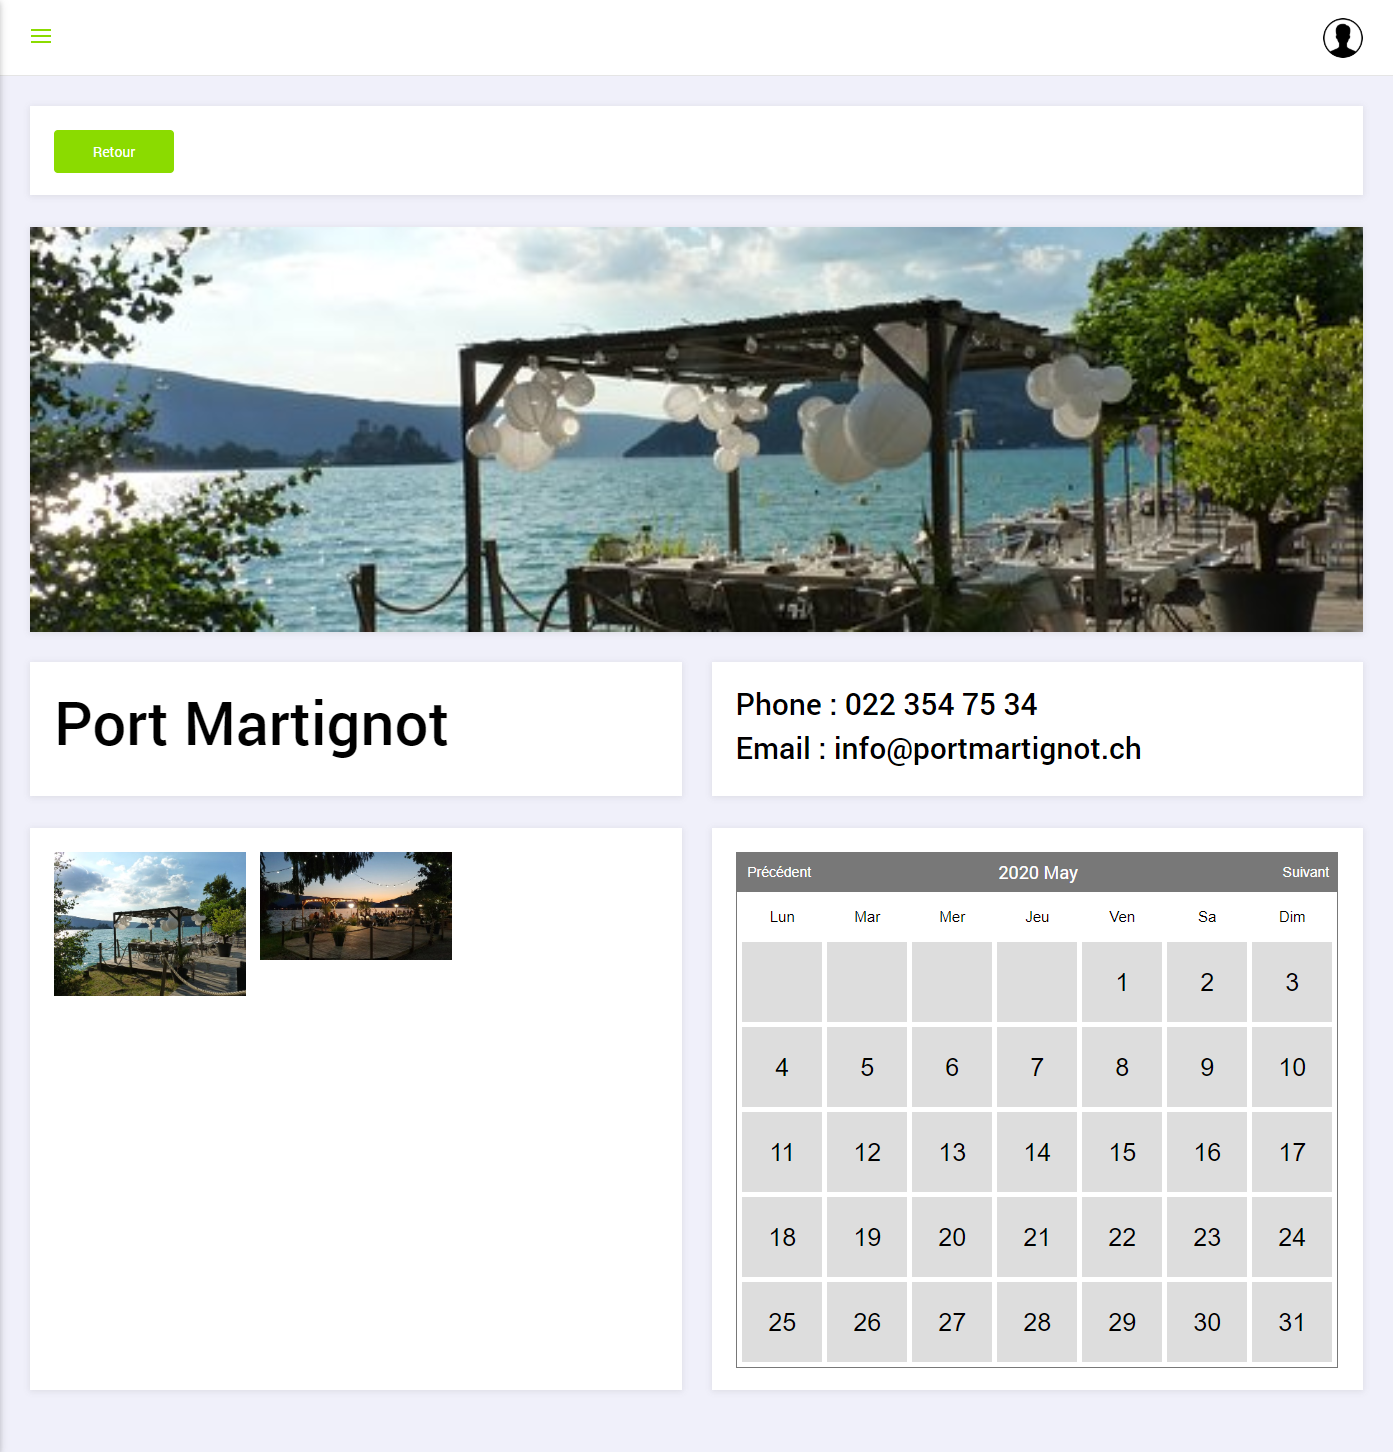 Retour
Port Martignot
Phone : 022 354 75 34
Email : info@portmartignot.ch
Précédent 2020 May Suivant
Lun Mar Mer Jeu Ven Sa Dim
1 2 3
4 5 6 7 8 9 10
11 12 13 14 15 16 17
18 19 20 21 22 23 24
25 26 27 28 29 30 31